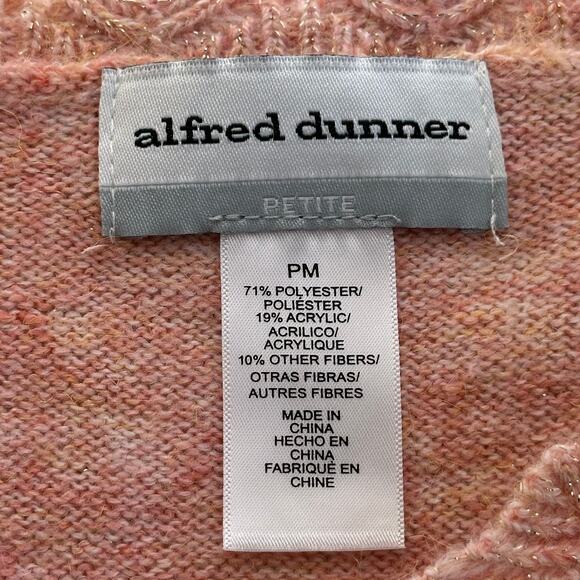 alfred dunner
PETITE
PM
71% POLYESTER/
POLIÉSTER
19% ACRYLIC/
ACRILICO/
ACRYLIQUE
10% OTHER FIBERS/
OTRAS FIBRAS/
AUTRES FIBRES
MADE IN
CHINA
HECHO EN
CHINA
FABRIQUÉ EN
CHINE